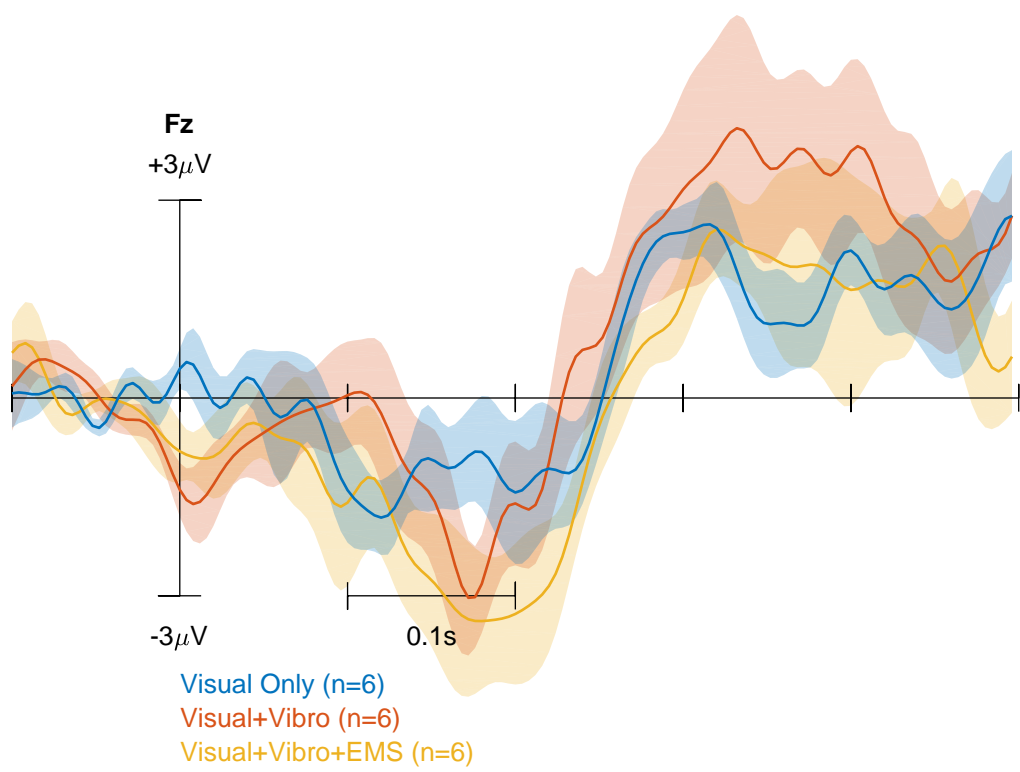 Fz
+3μV
-3μV
0.1s
Visual Only (n=6)
Visual+Vibro (n=6)
Visual+Vibro+EMS (n=6)